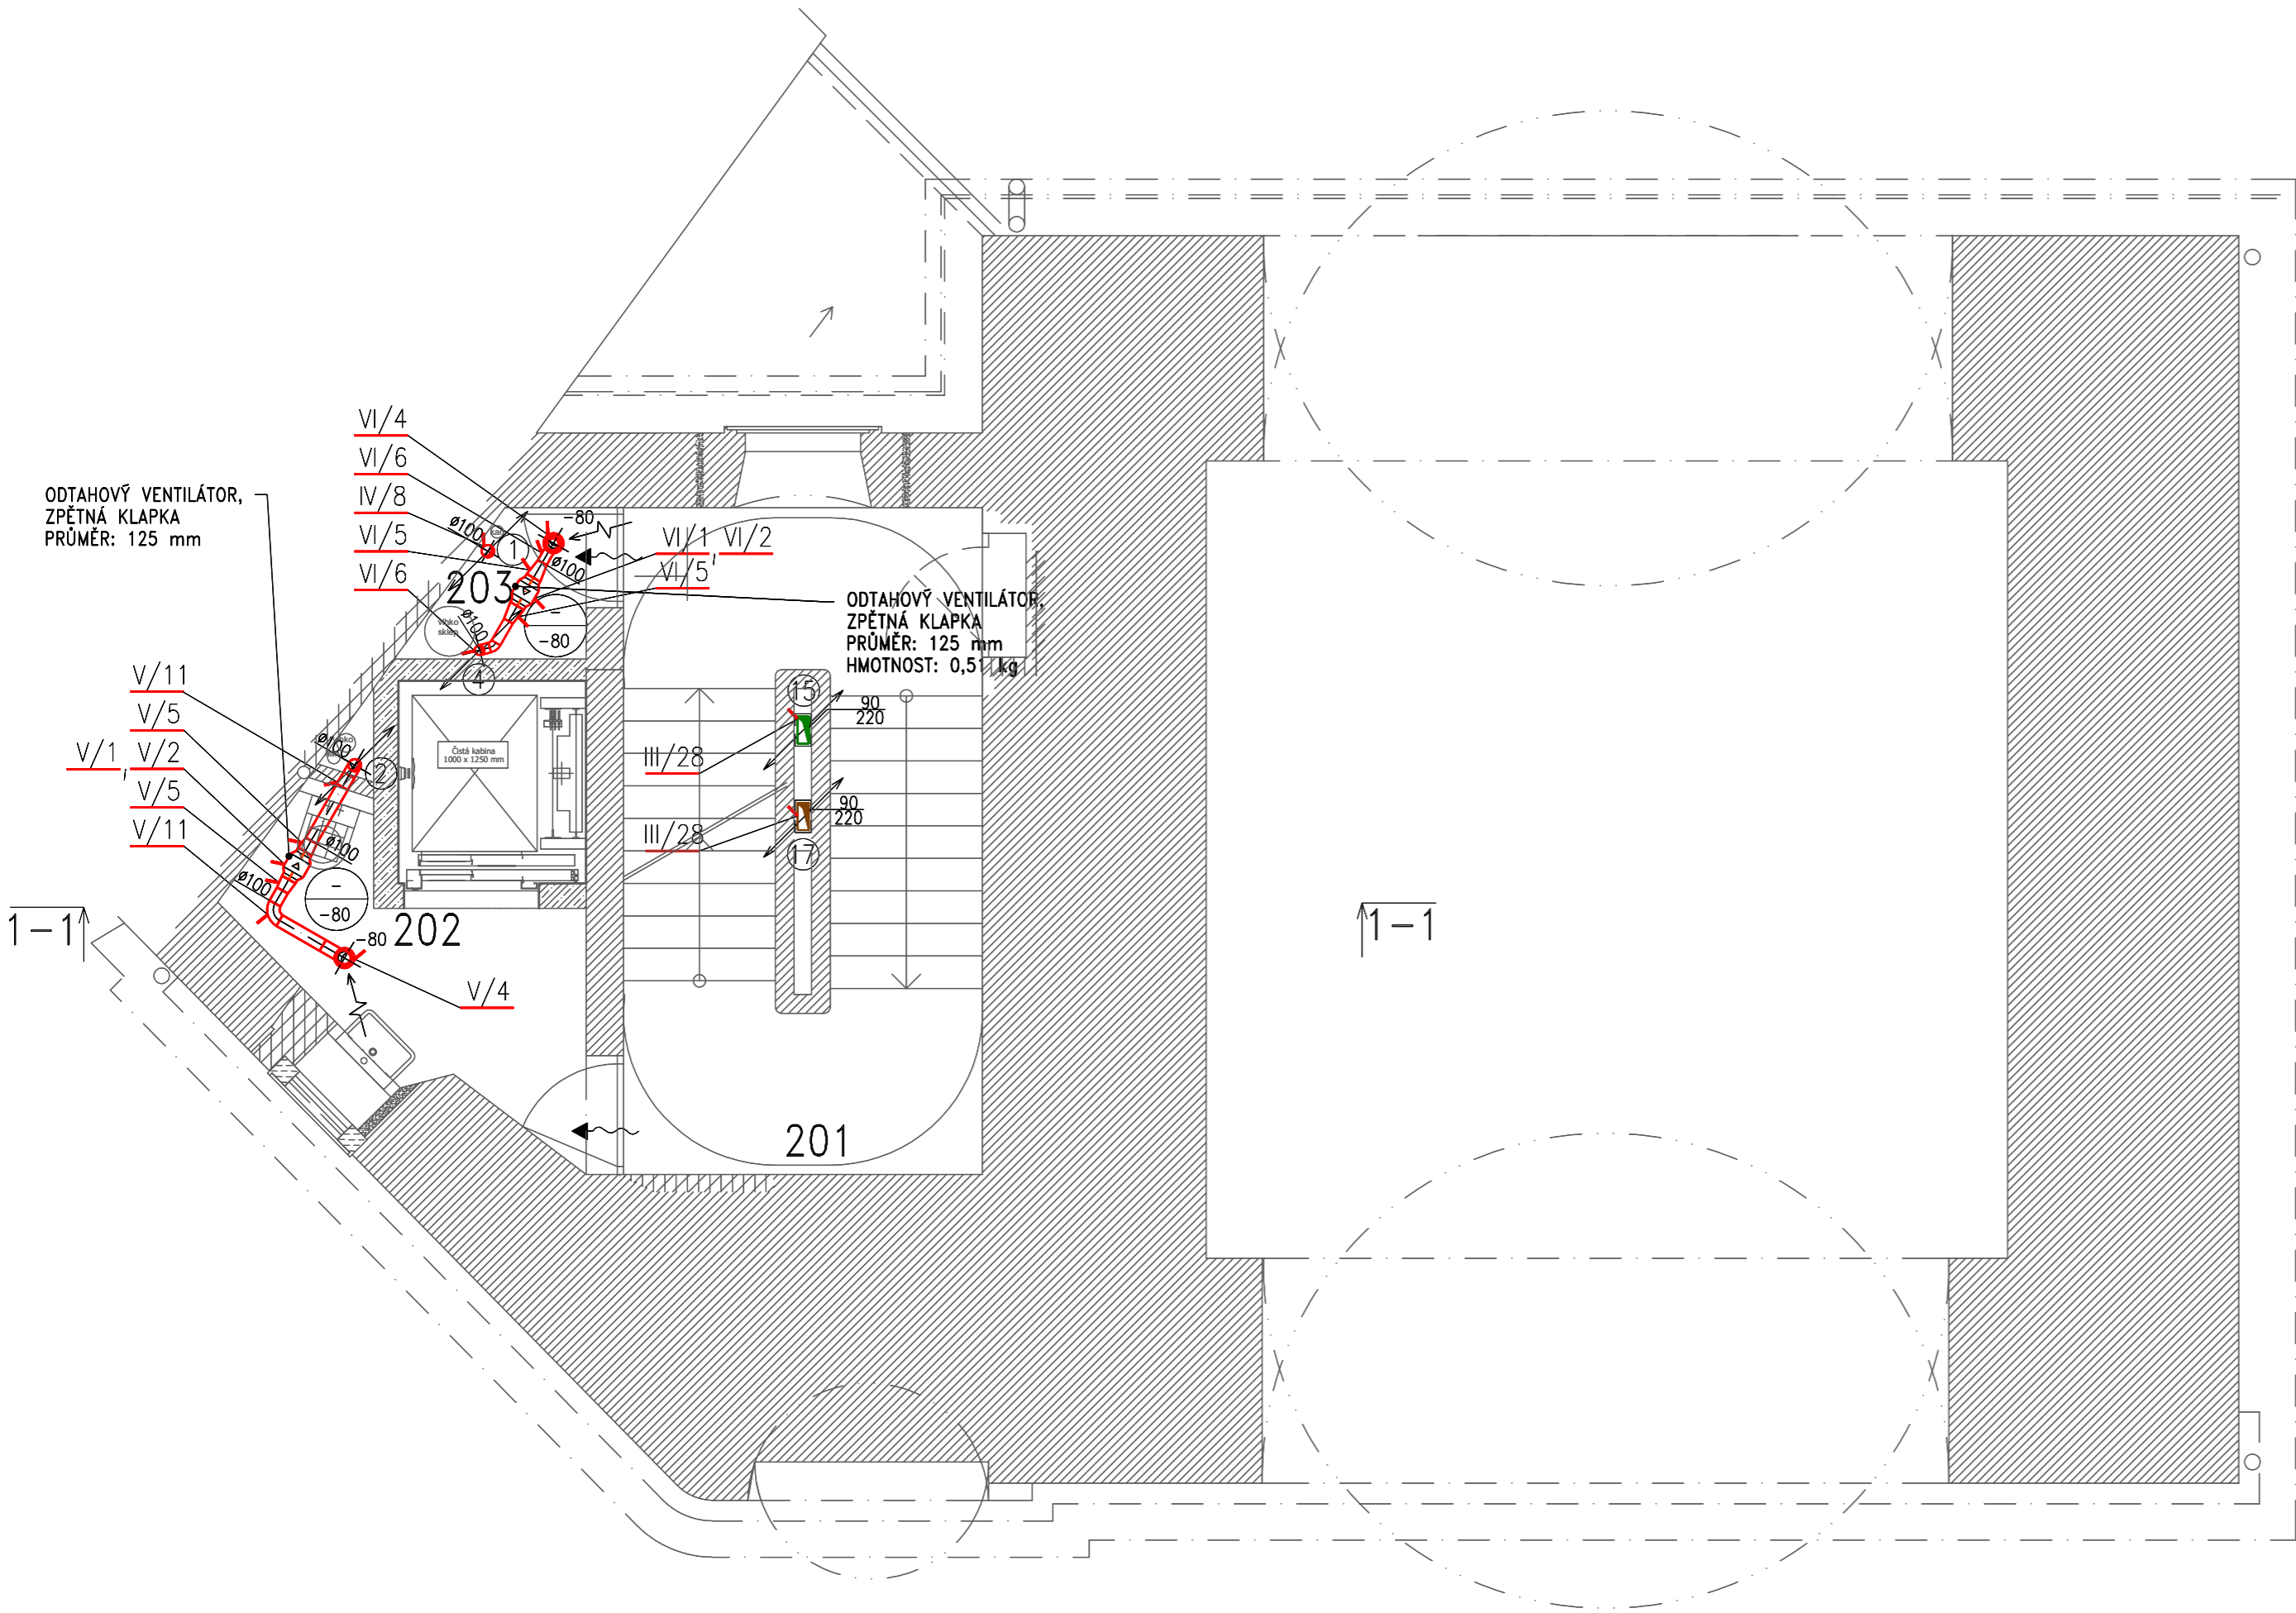 VI/4
VI/6
IV/8
VI/5
VI/6
ODTAHOVÝ VENTILÁTOR,
ZPĚTNÁ KLAPKA
PRŮMĚR: 125 mm
ø100
-80
1
VI/1, VI/2
VI/5
ø100
203
ø100
-
-80
4
ODTAHOVÝ VENTILÁTOR,
ZPĚTNÁ KLAPKA
PRŮMĚR: 125 mm
HMOTNOST: 0,51 kg
vlhko
sklep
V/11
V/5
V/1, V/2
V/5
V/11
ø100
2
Čistá kabina
1000 x 1250 mm
15
90
220
III/28
90
220
III/28
17
ø100
ø100
-
-80
-80
202
V/4
1-1
1-1
201